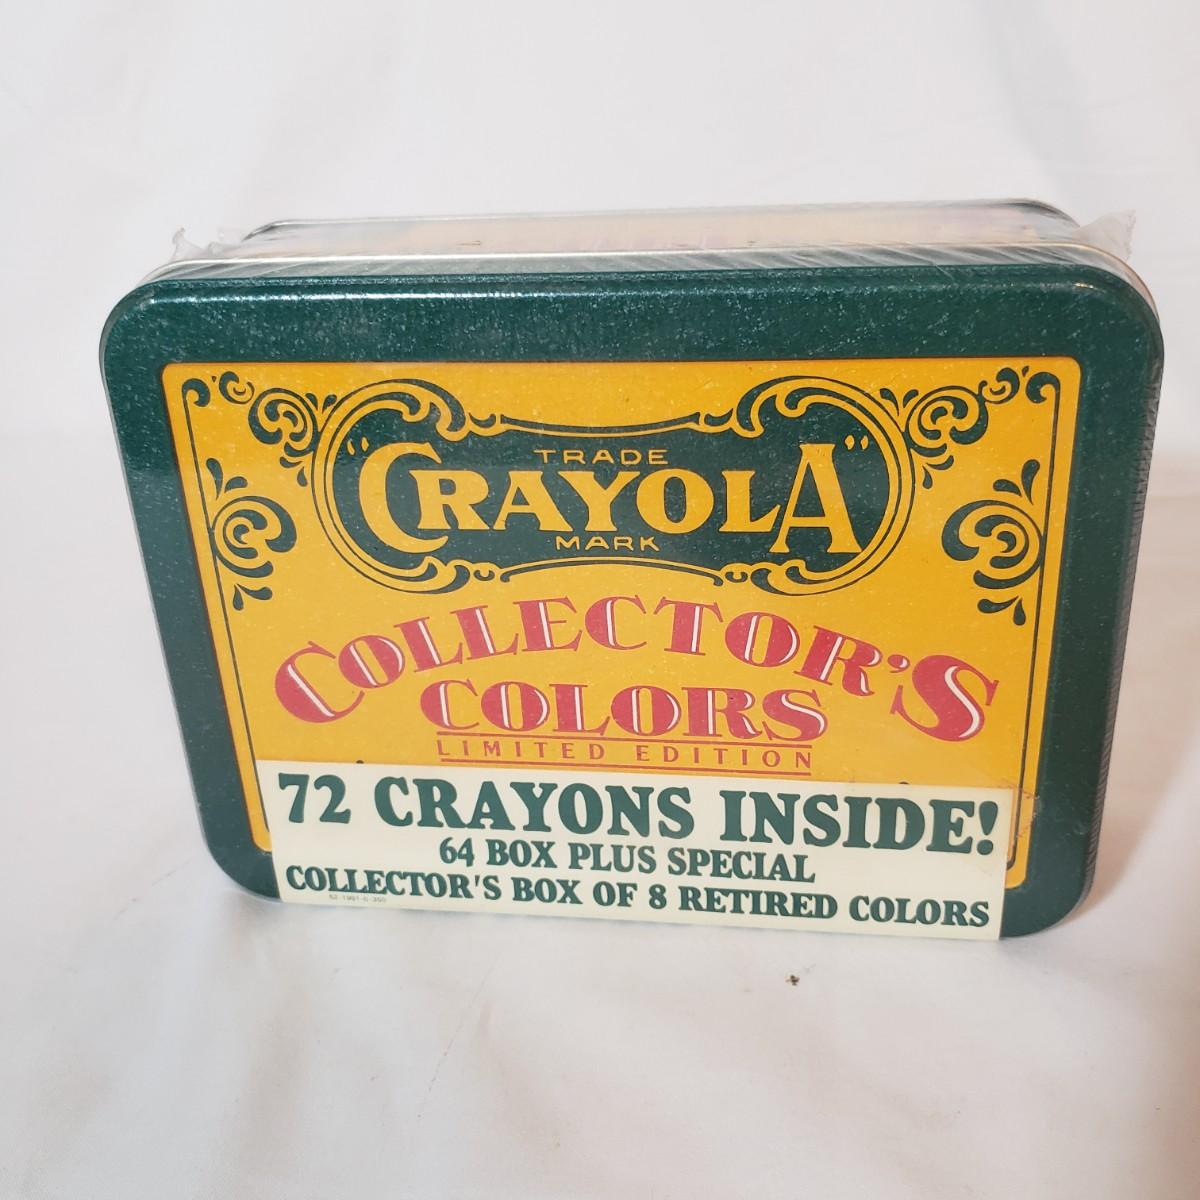 TRADE
"CRAYOLA"
MARK
COLLECTOR'S
COLORS
LIMITED EDITION
72 CRAYONS INSIDE!
64 BOX PLUS SPECIAL
COLLECTOR'S BOX OF 8 RETIRED COLORS